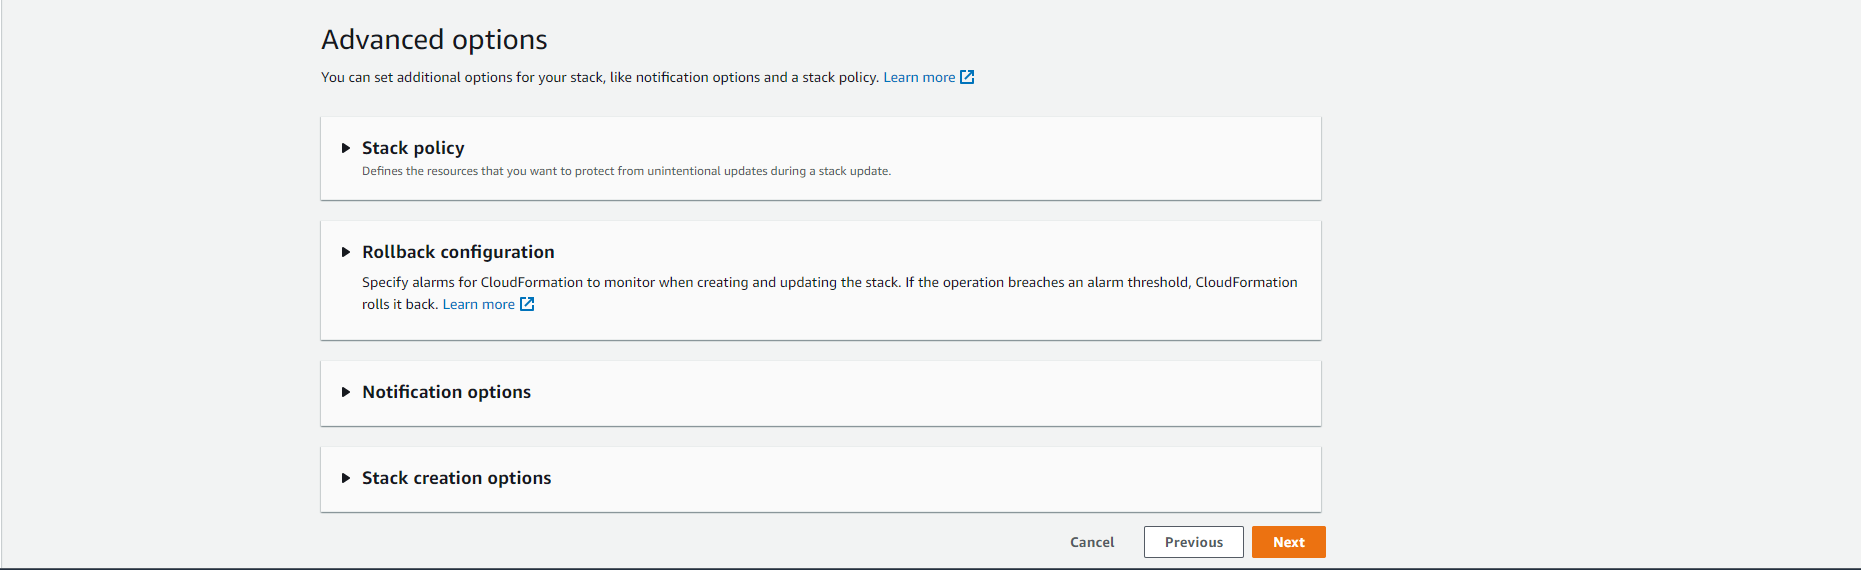 Advanced options
You can set additional options for your stack, like notification options and a stack policy. Learn more
Stack policy
Defines the resources that you want to protect from unintentional updates during a stack update.
Rollback configuration
Specify alarms for CloudFormation to monitor when creating and updating the stack. If the operation breaches an alarm threshold, CloudFormation
rolls it back. Learn more
Notification options
Stack creation options
Cancel Previous Next